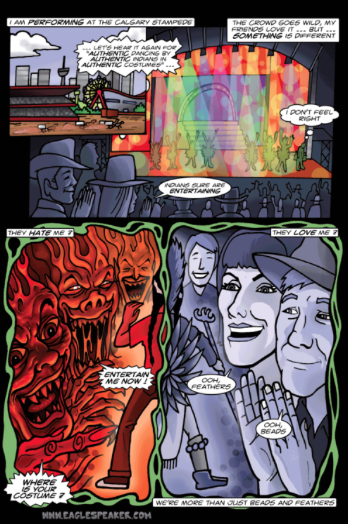 I AM PERFORMING AT THE CALGARY STAMPEDE
THE CROWD GOES WILD, MY
FRIENDS LOVE IT ... BUT ...
SOMETHING IS DIFFERENT
... LET'S HEAR IT AGAIN FOR
"AUTHENTIC DANCING BY
AUTHENTIC INDIANS IN
AUTHENTIC COSTUMES" ...
I DON'T FEEL
RIGHT
INDIANS SURE ARE
ENTERTAINING
THEY HATE ME ?
THEY LOVE ME ?
ENTERTAIN
ME NOW !
OOH,
FEATHERS
OOH,
BEADS
WHERE
IS YOUR
COSTUME ?
WE'RE MORE THAN JUST BEADS AND FEATHERS
WWW.EAGLESPEAKER.COM